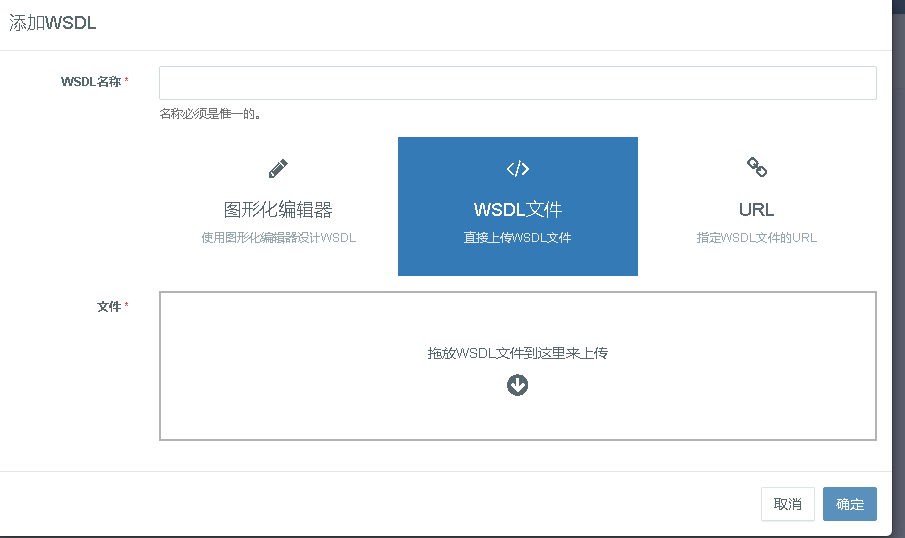 添加WSDL
WSDL名称 *
名称必须是惟一的。
图形化编辑器
使用图形化编辑器设计WSDL
WSDL文件
直接上传WSDL文件
URL
指定WSDL文件的URL
文件 *
拖放WSDL文件到这里来上传
取消
确定